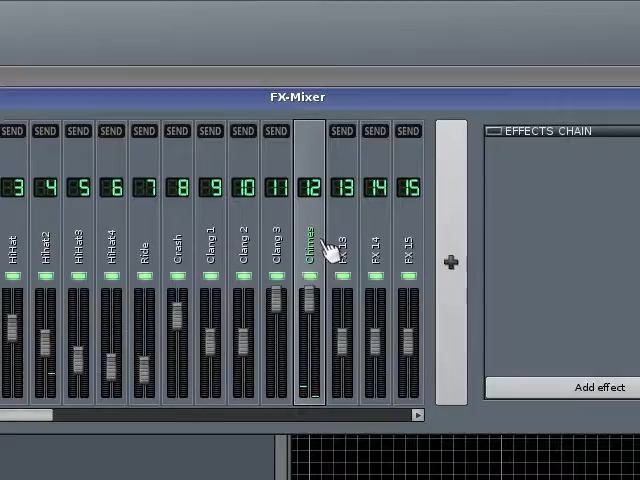 FX-Mixer
SEND SEND SEND SEND SEND SEND SEND SEND SEND SEND SEND SEND SEND
EFFECTS CHAIN
3 4 5 6 7 8 9 10 11 12 13 14 15
HiHat Hihat2 HiHat3 HiHat4 Ride Crash Clang 1 Clang 2 Clang 3 Chimes FX 13 FX 14 FX 15
Add effect